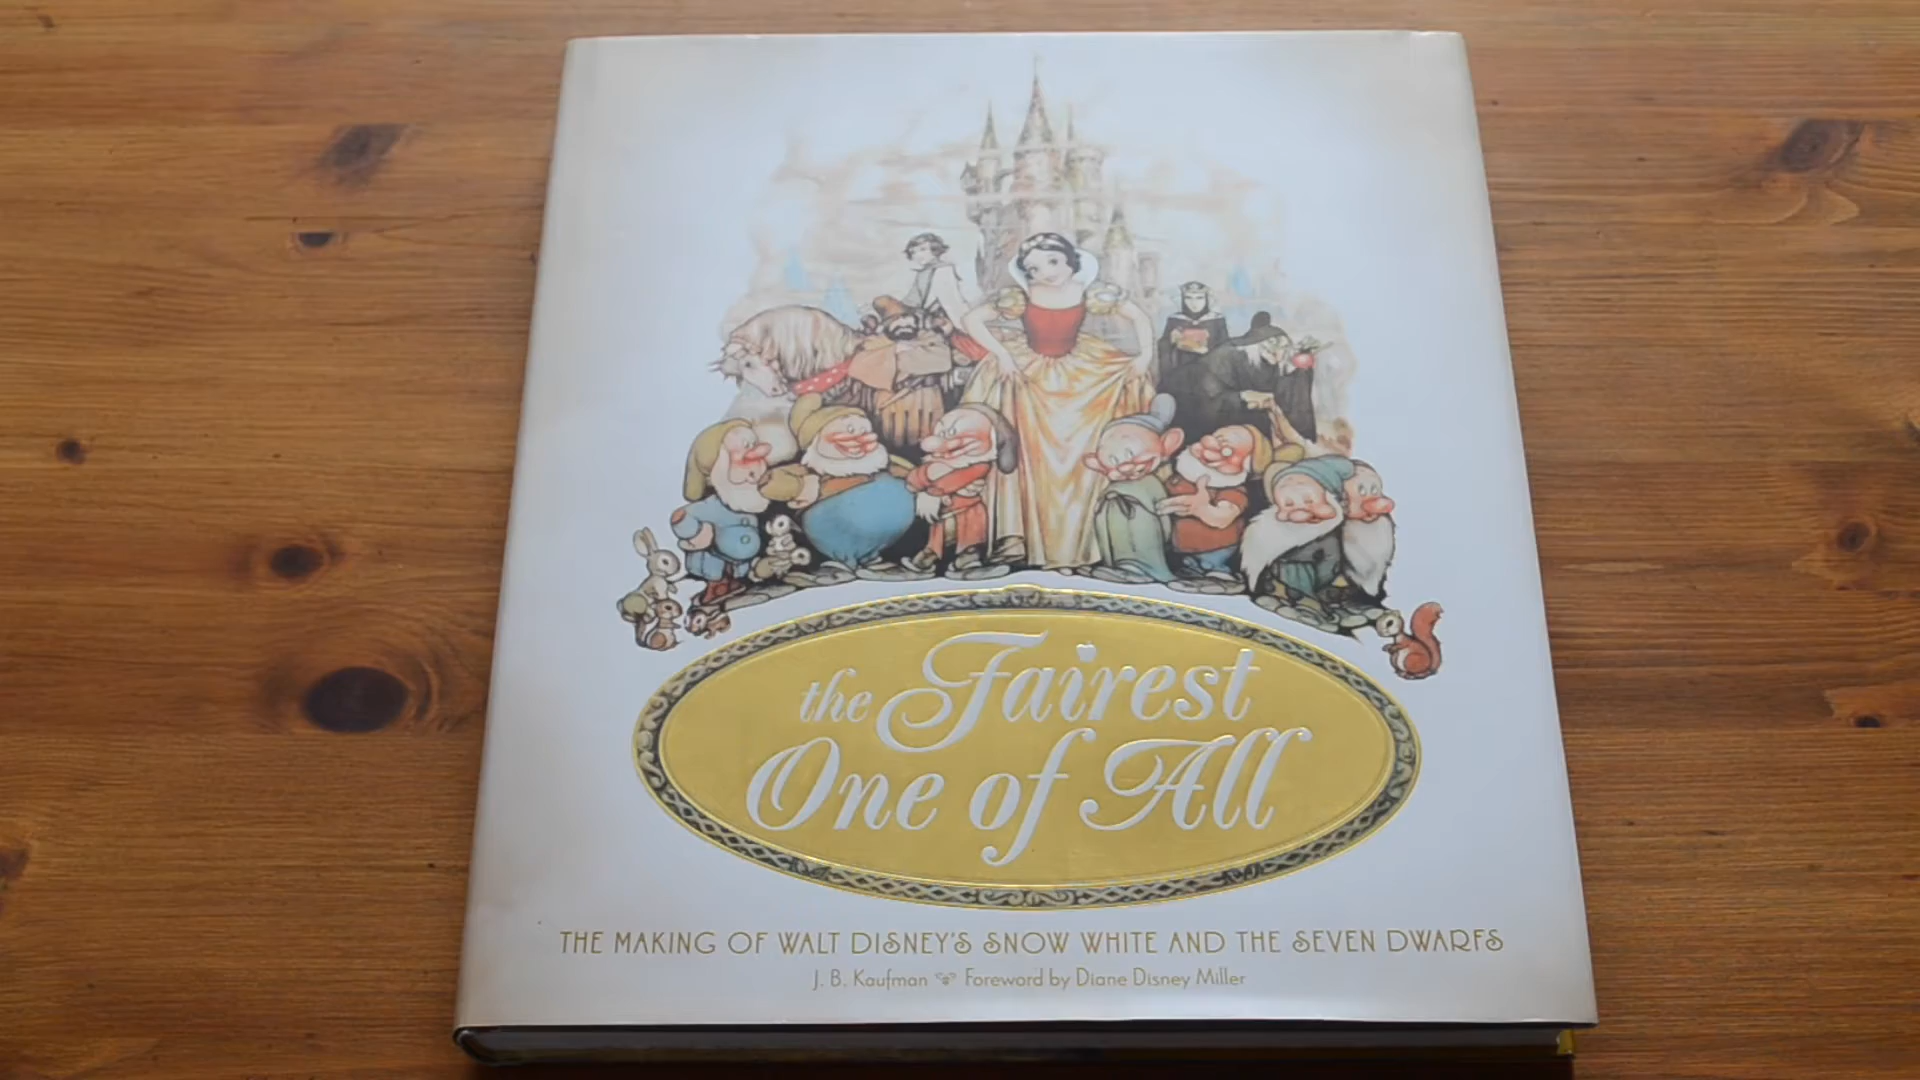 the Fairest
One of All
THE MAKING OF WALT DISNEY'S SNOW WHITE AND THE SEVEN DWARFS
J. B. Kaufman Foreword by Diane Disney Miller